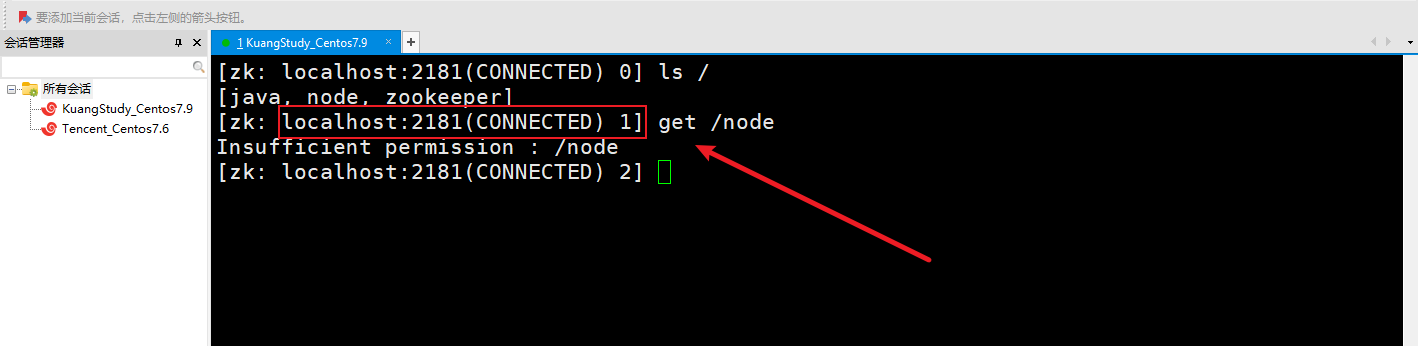 要添加当前会话，点击左侧的箭头按钮。
会话管理器
1 KuangStudy_Centos7.9
所有会话
KuangStudy_Centos7.9
Tencent_Centos7.6
[zk: localhost:2181(CONNECTED) 0] ls /
[java, node, zookeeper]
[zk: localhost:2181(CONNECTED) 1] get /node
Insufficient permission : /node
[zk: localhost:2181(CONNECTED) 2]